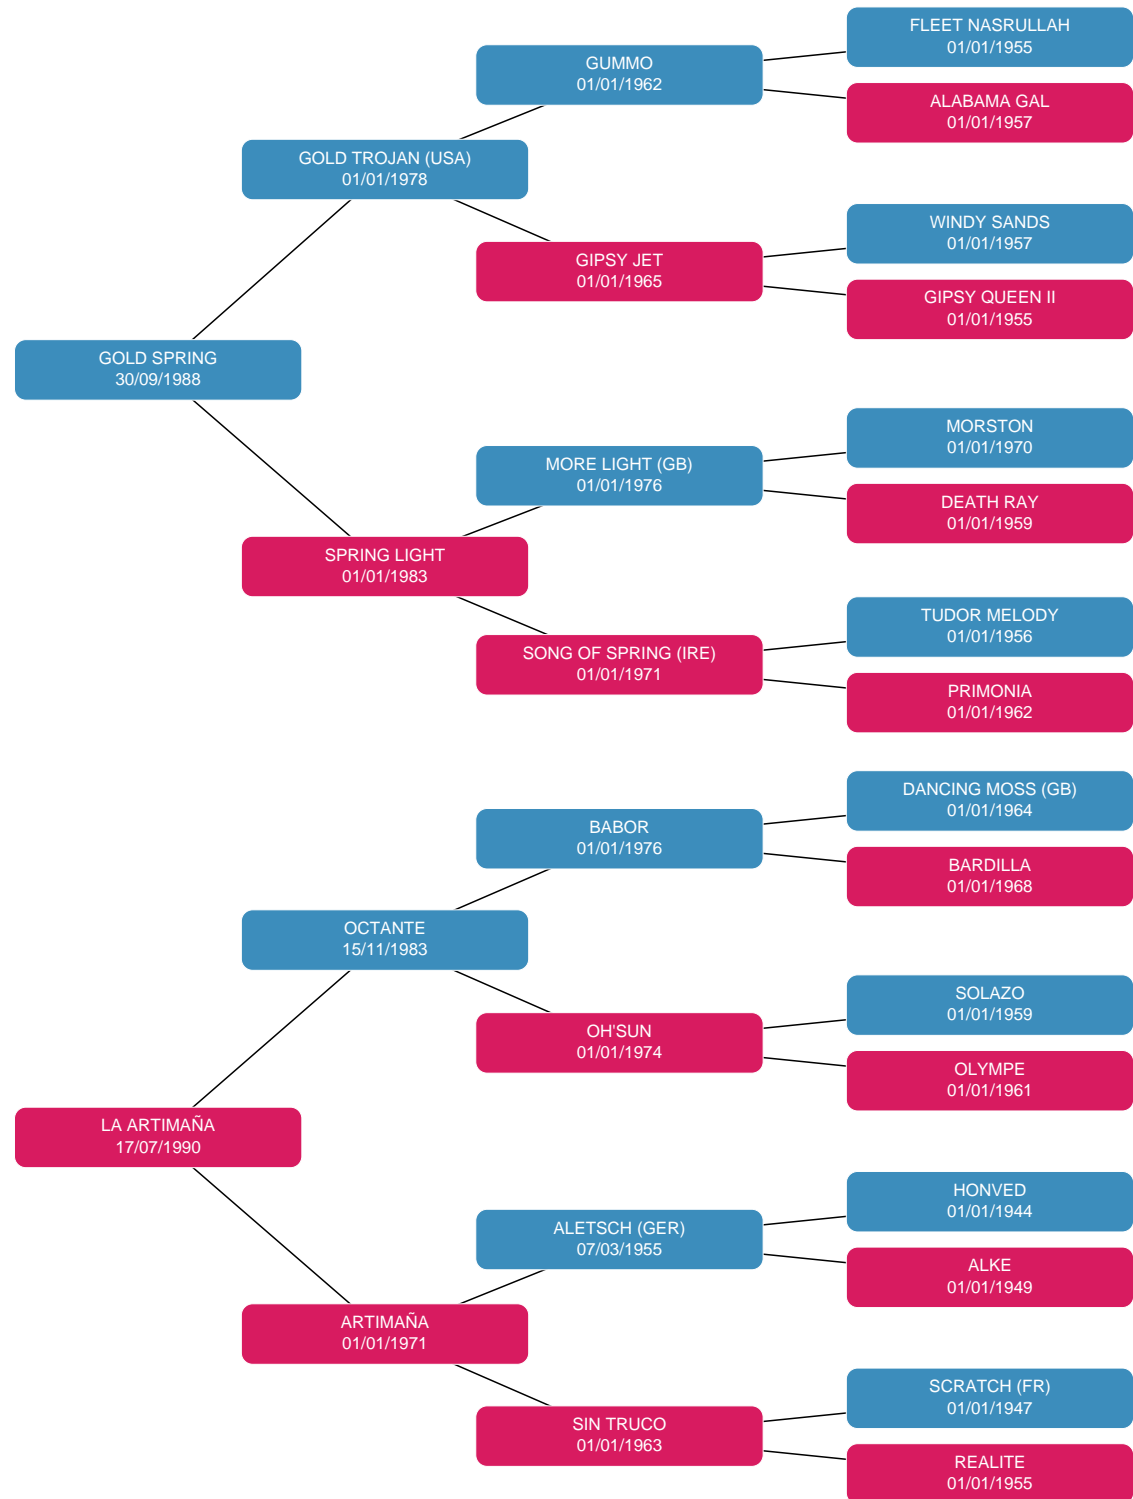 FLEET NASRULLAH
01/01/1955
GUMMO
01/01/1962
ALABAMA GAL
01/01/1957
GOLD TROJAN (USA)
01/01/1978
WINDY SANDS
01/01/1957
GIPSY JET
01/01/1965
GIPSY QUEEN II
01/01/1955
GOLD SPRING
30/09/1988
MORSTON
01/01/1970
MORE LIGHT (GB)
01/01/1976
DEATH RAY
01/01/1959
SPRING LIGHT
01/01/1983
TUDOR MELODY
01/01/1956
SONG OF SPRING (IRE)
01/01/1971
PRIMONIA
01/01/1962
DANCING MOSS (GB)
01/01/1964
BABOR
01/01/1976
BARDILLA
01/01/1968
OCTANTE
15/11/1983
SOLAZO
01/01/1959
OH'SUN
01/01/1974
OLYMPE
01/01/1961
LA ARTIMAÑA
17/07/1990
HONVED
01/01/1944
ALETSCH (GER)
07/03/1955
ALKE
01/01/1949
ARTIMAÑA
01/01/1971
SCRATCH (FR)
01/01/1947
SIN TRUCO
01/01/1963
REALITE
01/01/1955